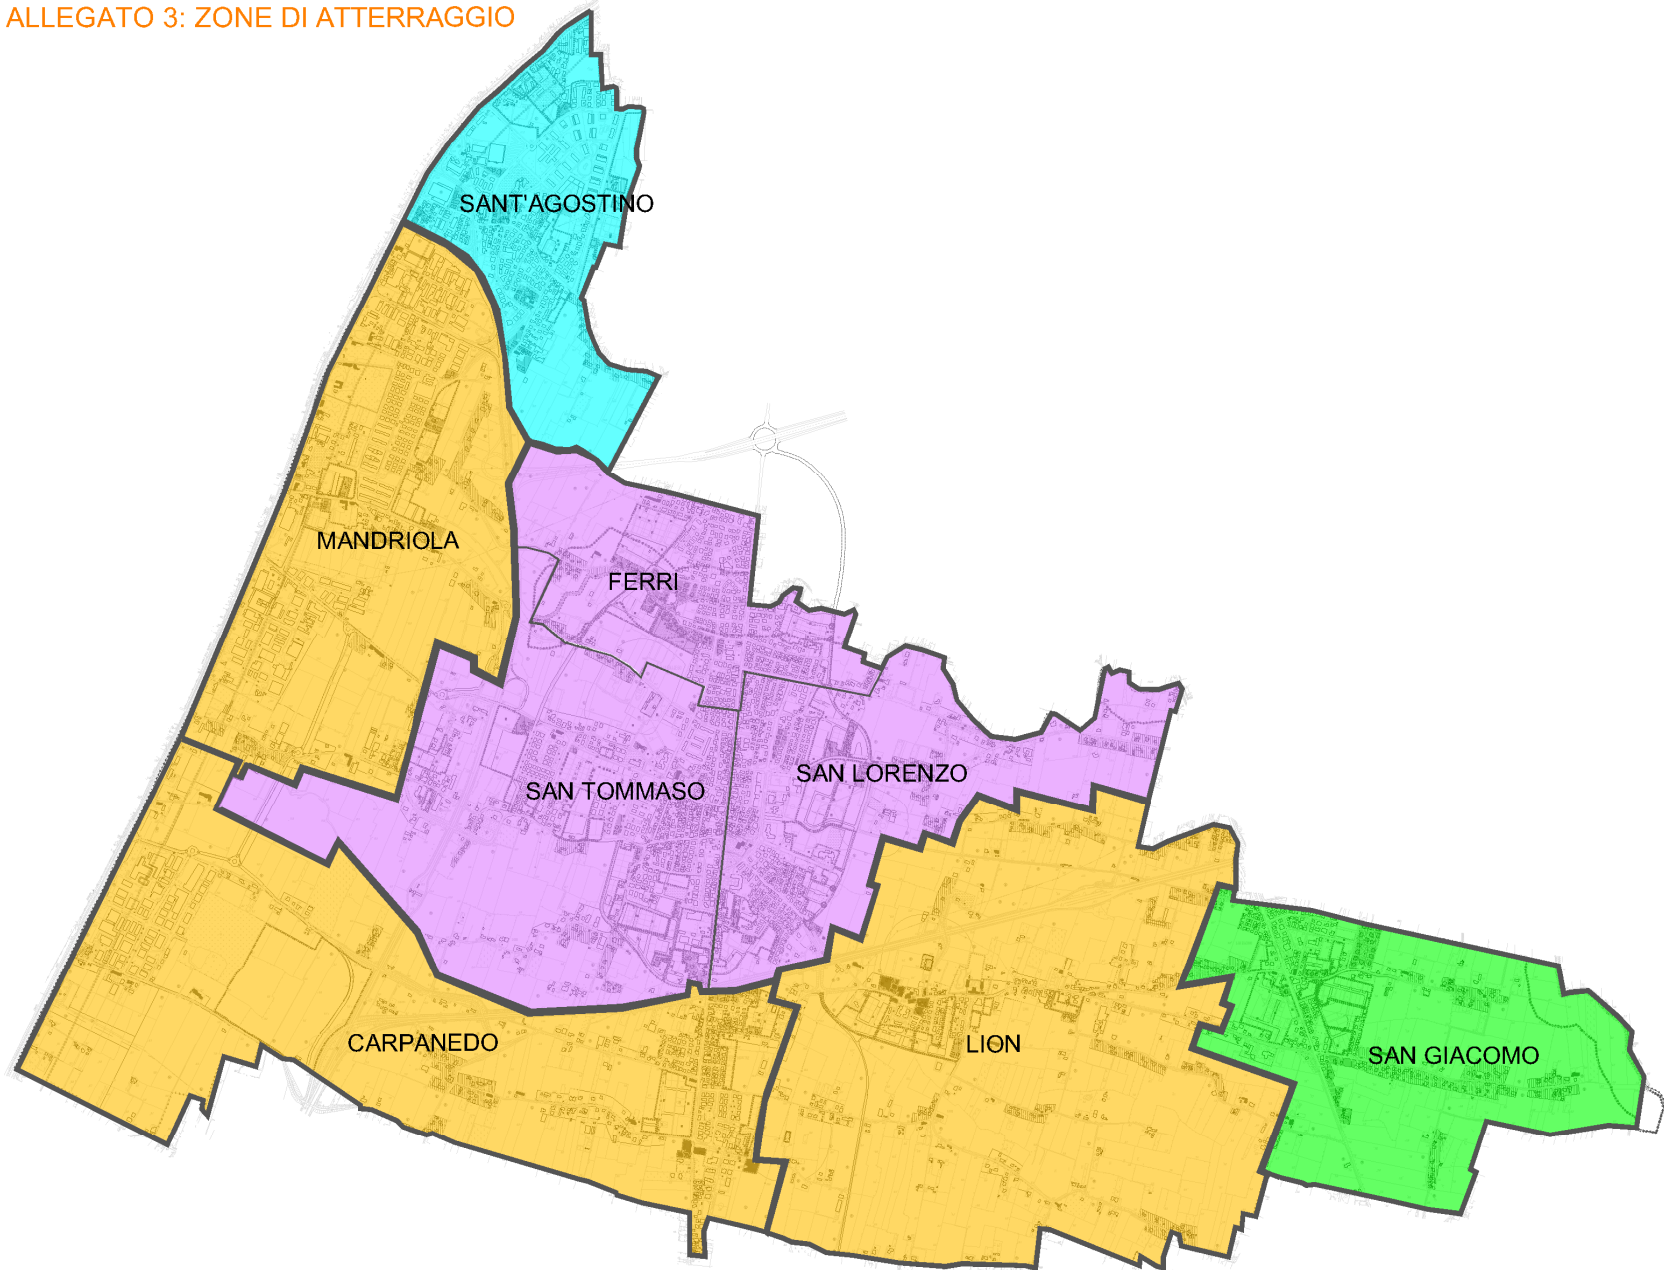 ALLEGATO 3: ZONE DI ATTERRAGGIO
SANT'AGOSTINO
MANDRIOLA
FERRI
SAN TOMMASO
SAN LORENZO
CARPANEDO
LION
SAN GIACOMO